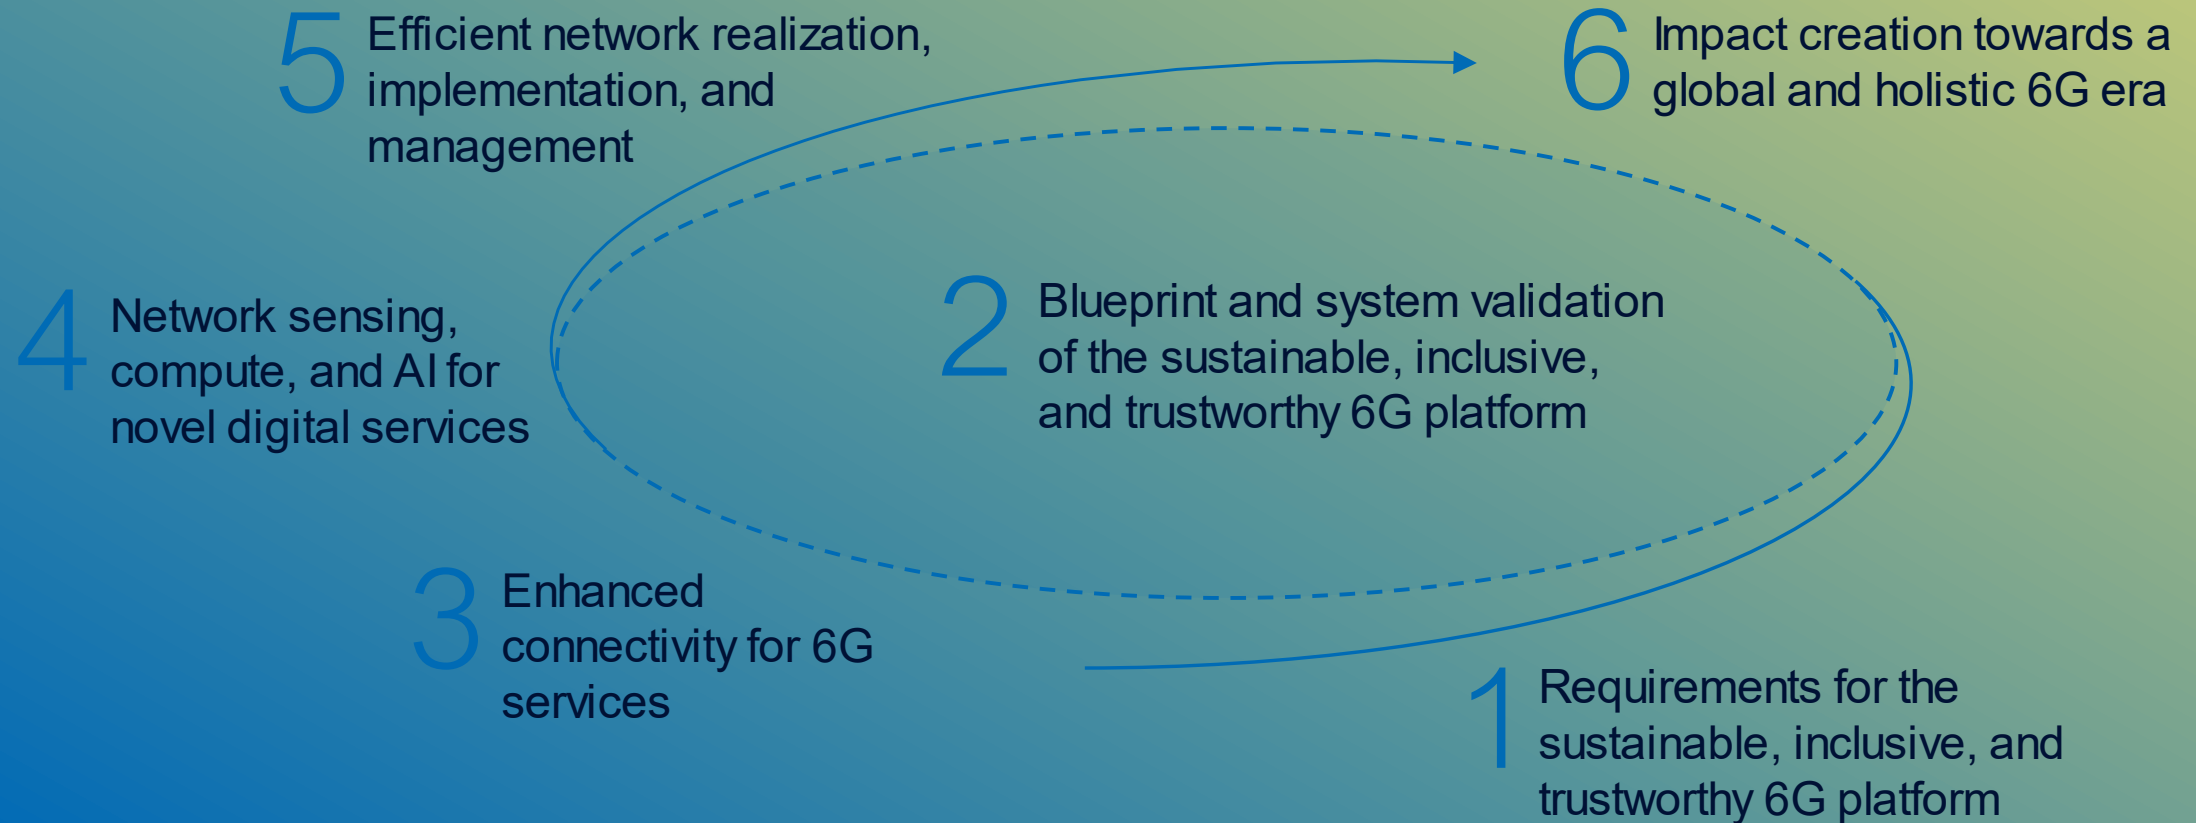 5
Efficient network realization,
implementation, and
management
6
Impact creation towards a
global and holistic 6G era
4
Network sensing,
compute, and AI for
novel digital services
2
Blueprint and system validation
of the sustainable, inclusive,
and trustworthy 6G platform
3
Enhanced
connectivity for 6G
services
1
Requirements for the
sustainable, inclusive, and
trustworthy 6G platform